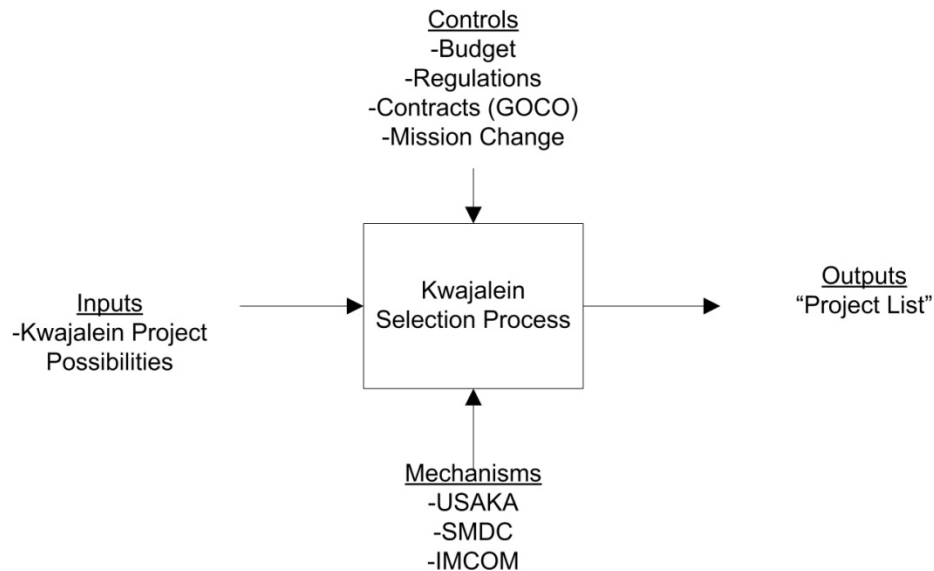 Controls
-Budget
-Regulations
-Contracts (GOCO)
-Mission Change
Inputs
-Kwajalein Project
Possibilities
Kwajalein
Selection Process
Outputs
“Project List”
Mechanisms
-USAKA
-SMDC
-IMCOM